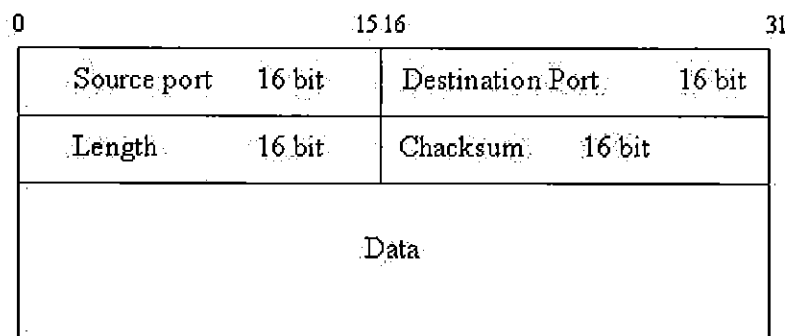 0 15 16 31
Source port 16 bit Destination Port 16 bit
Length 16 bit Chacksum 16 bit
Data